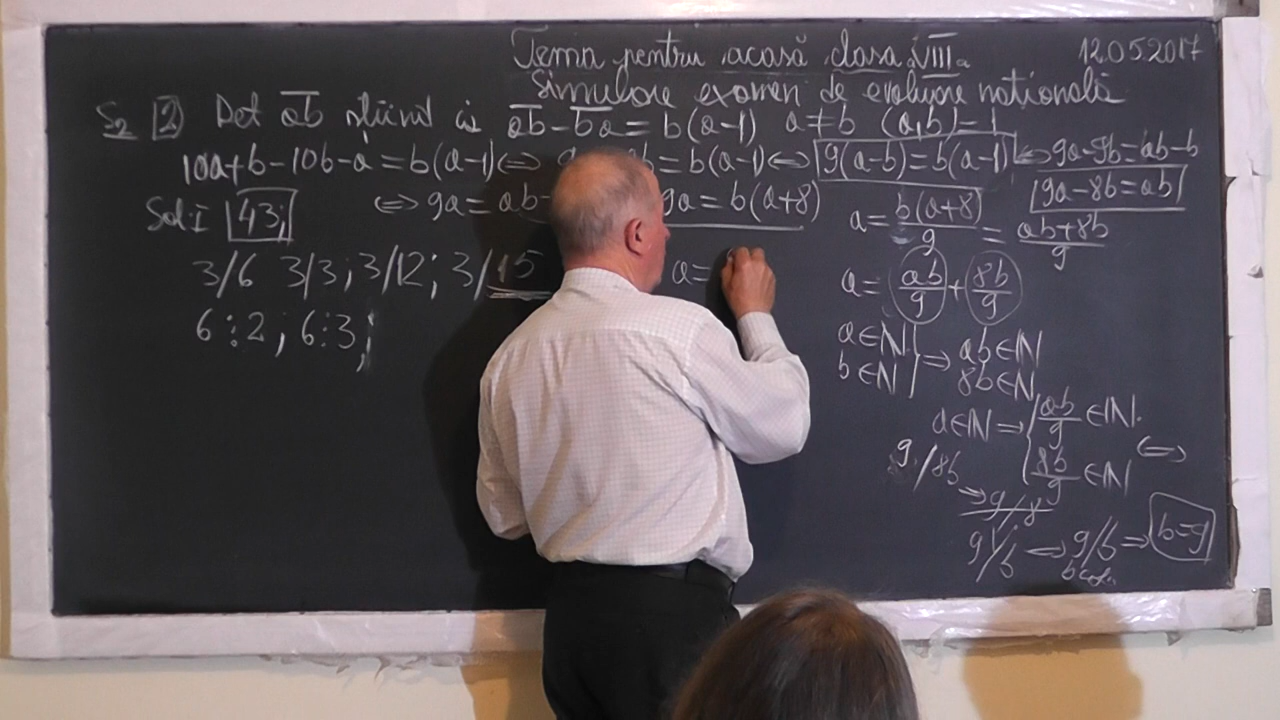 Tema pentru acasă clasa VIII a 12.05.2017
Simulare examen de evaluare națională
S₂ [2] Det ab̅ știind că ab̅ - ba̅ = b(a-1) a≠b (a,b)=1
10a+b-10b-a=b(a-1)⇔ =b(a-1)⇔ 9(a-b)=b(a-1) ⇔ 9a-9b=ab-b
Sol: I 43; ⇔ 9a=ab 9a=b(a+8) a= b(a+8)/9 = ab+8b/9 9a-8b=ab
3/6 3/3; 3/12; 3/15 a= a= ab/9 + 8b/9
6:2; 6:3;
a∈N
b∈N ⇒ ab∈N
8b∈N
a∈N ⇒ ab/9 ∈N
9/8b 8b/9 ∈N ⇔
⇒ 9/8
9/b ⇔ 9/b ⇒ b=9